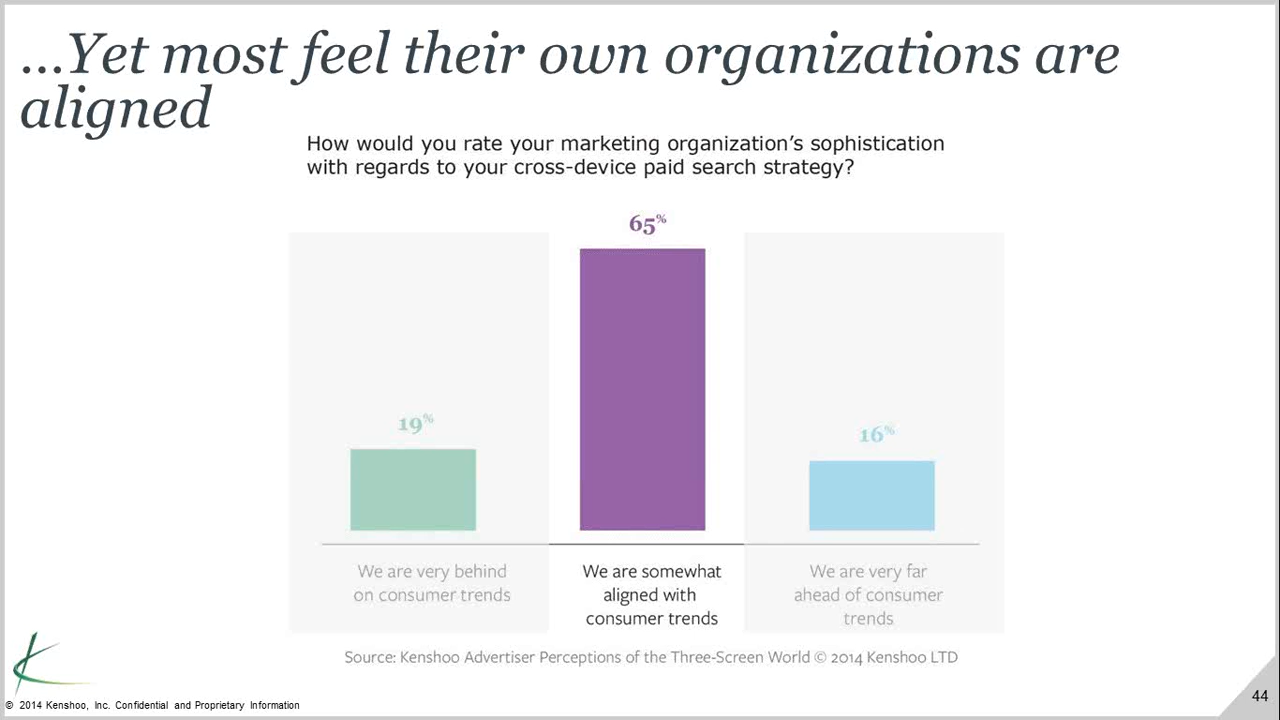 ...Yet most feel their own organizations are
aligned
How would you rate your marketing organization's sophistication
with regards to your cross-device paid search strategy?
65%
19%
16%
We are very behind
on consumer trends
We are somewhat
aligned with
consumer trends
We are very far
ahead of consumer
trends
Source: Kenshoo Advertiser Perceptions of the Three-Screen World © 2014 Kenshoo LTD
© 2014 Kenshoo, Inc. Confidential and Proprietary Information
44